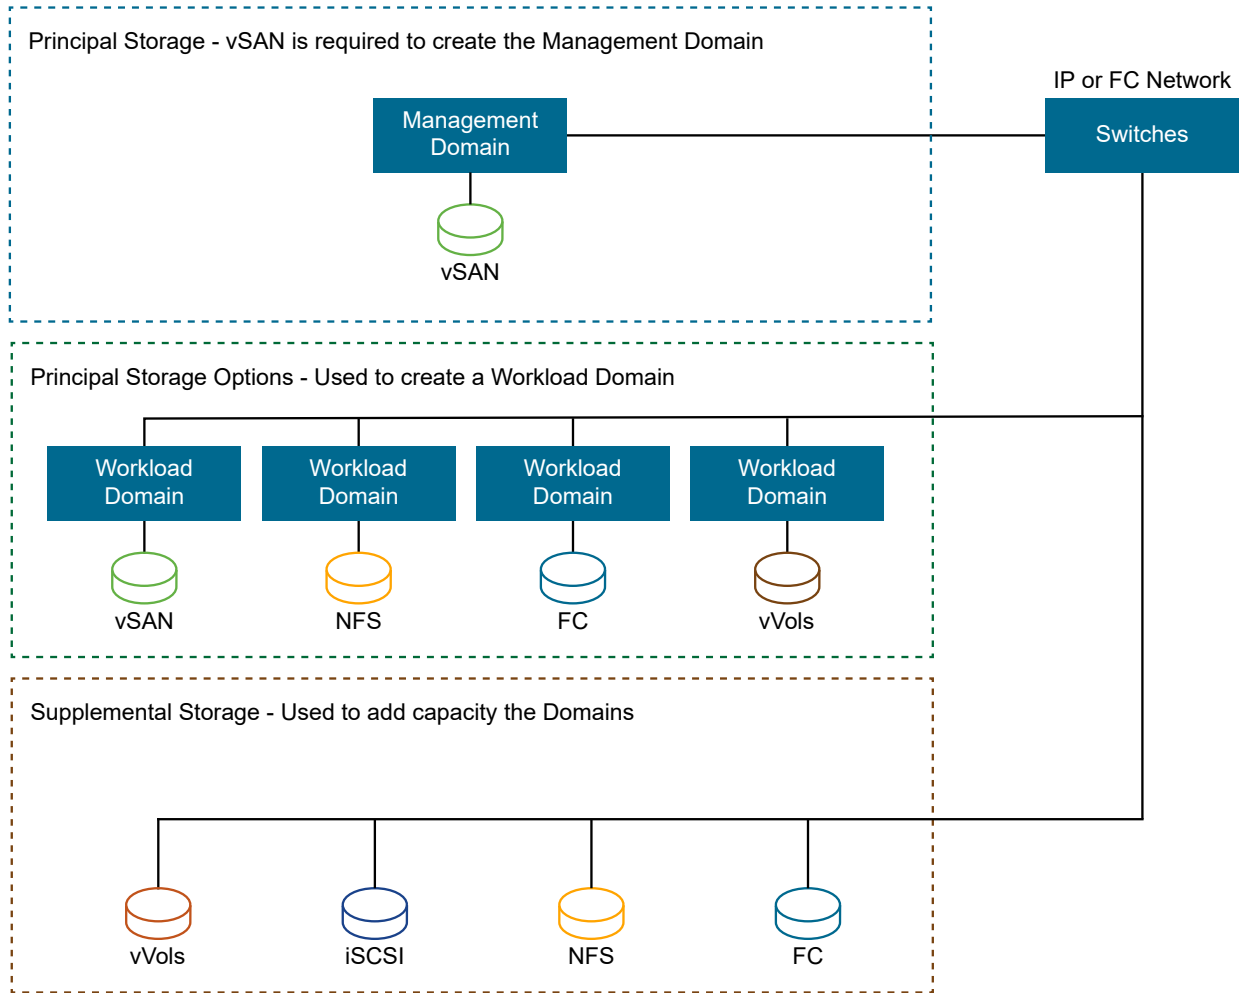 Principal Storage - vSAN is required to create the Management Domain
IP or FC Network
Management
Domain
Switches
vSAN
Principal Storage Options - Used to create a Workload Domain
Workload
Domain
Workload
Domain
Workload
Domain
Workload
Domain
vSAN
NFS
FC
vVols
Supplemental Storage - Used to add capacity the Domains
vVols
iSCSI
NFS
FC